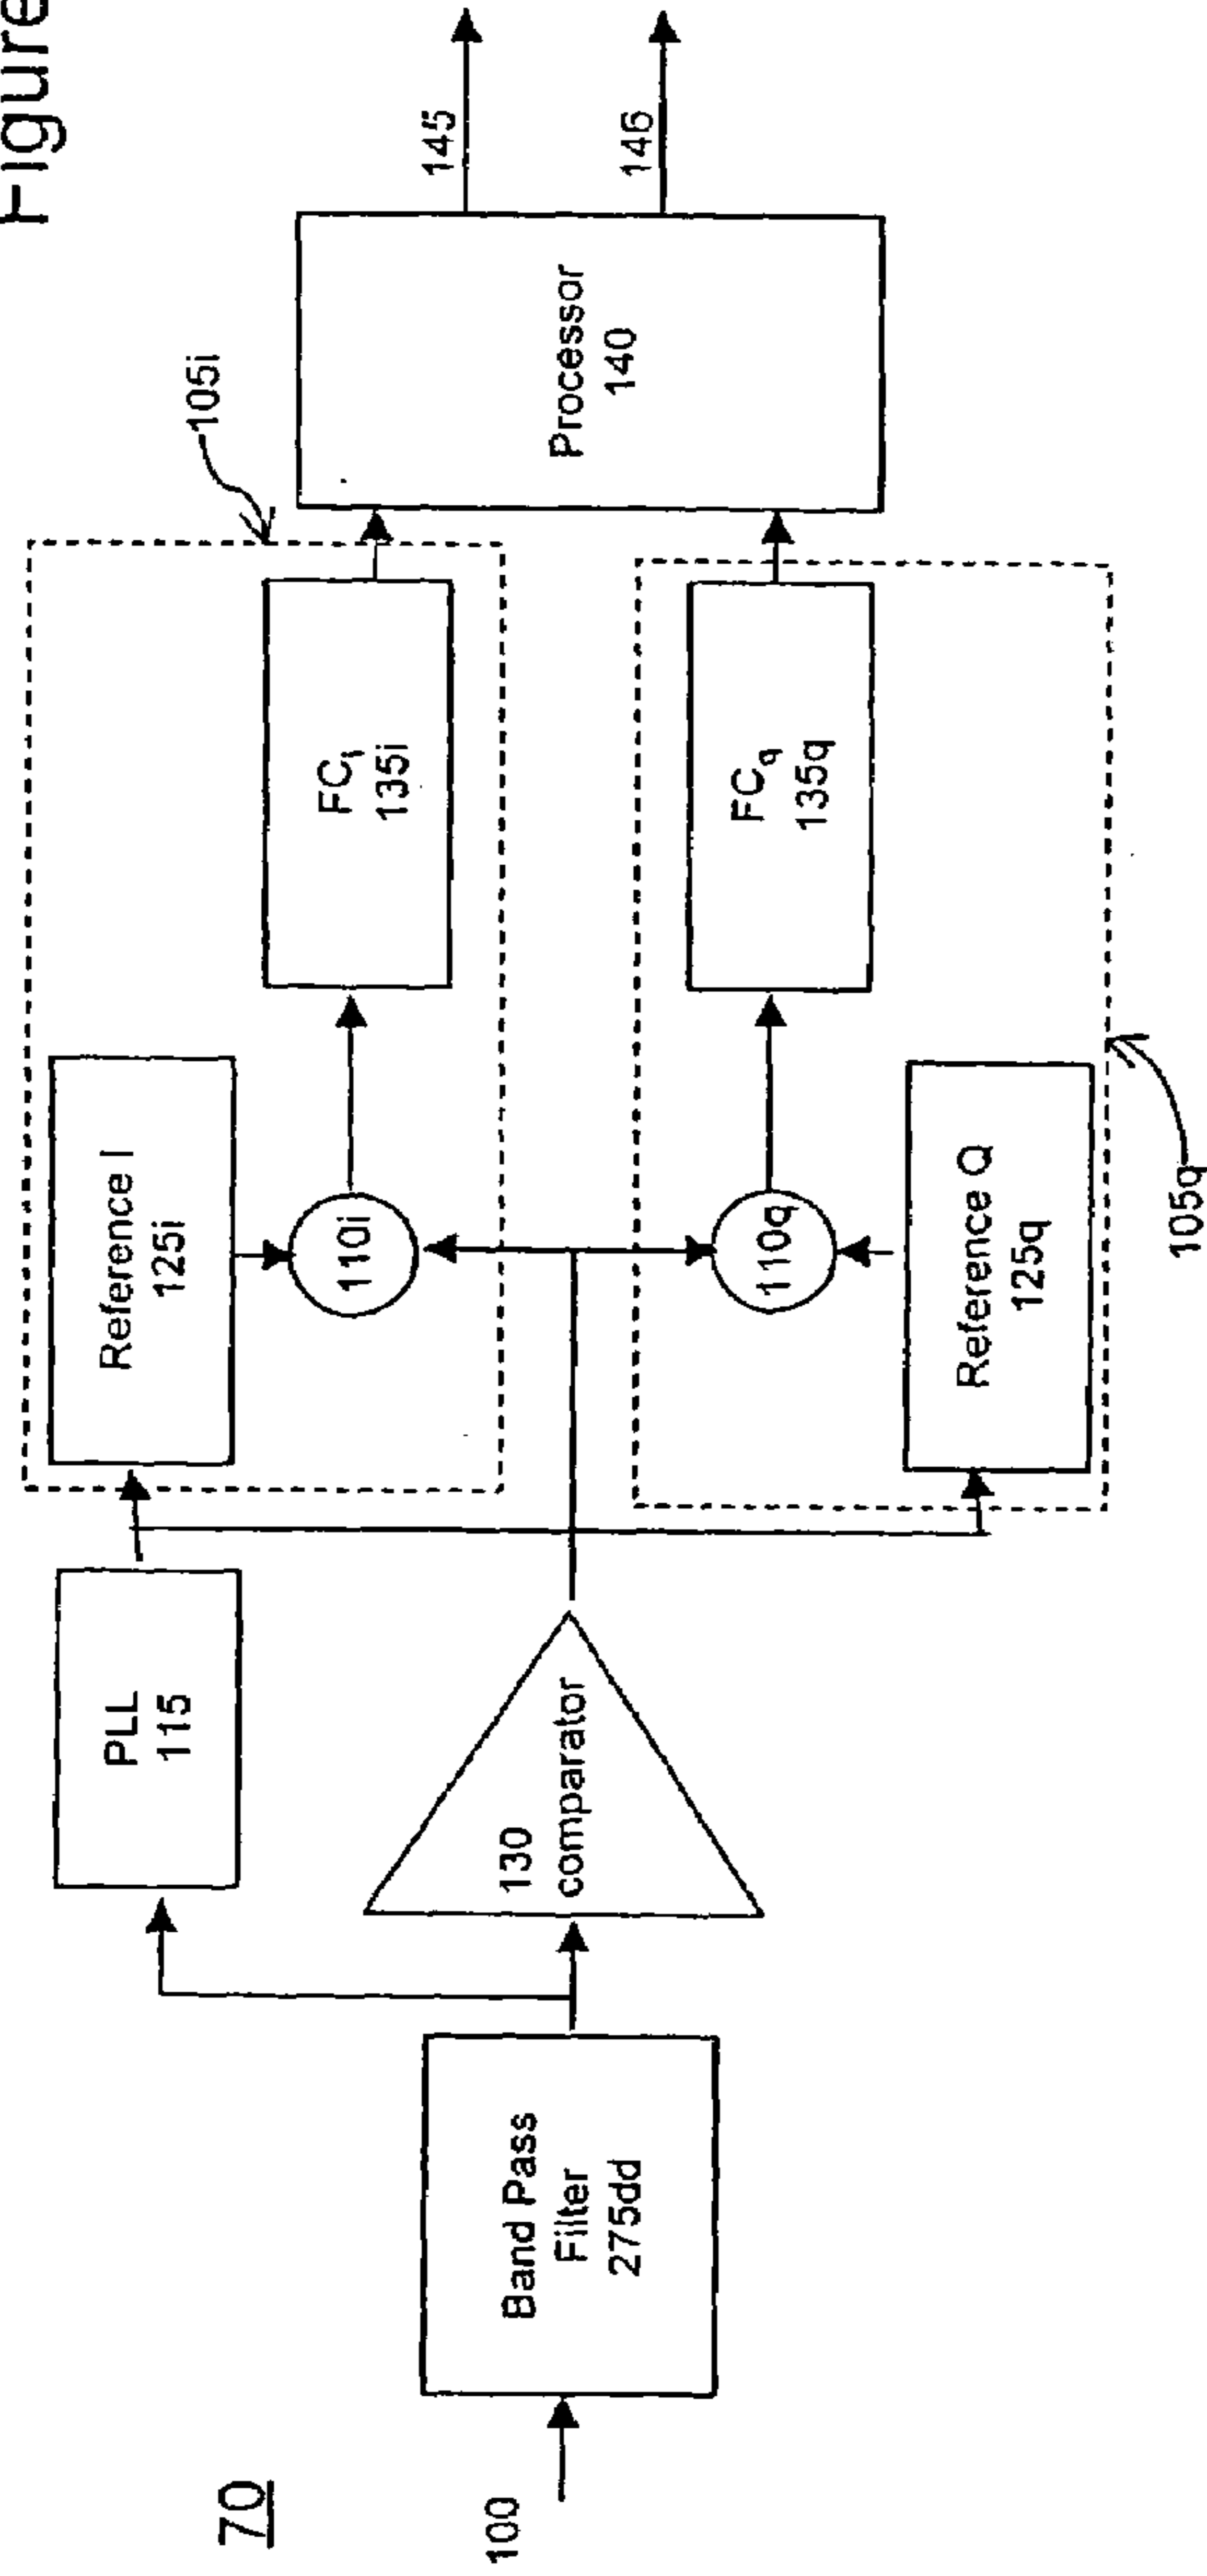 Figure
70
100
Band Pass
Filter
275dd
PLL
115
130
comparator
Reference I
125i
110i
FCi
135i
105i
110q
Reference Q
125q
FCq
135q
105q
Processor
140
145
146